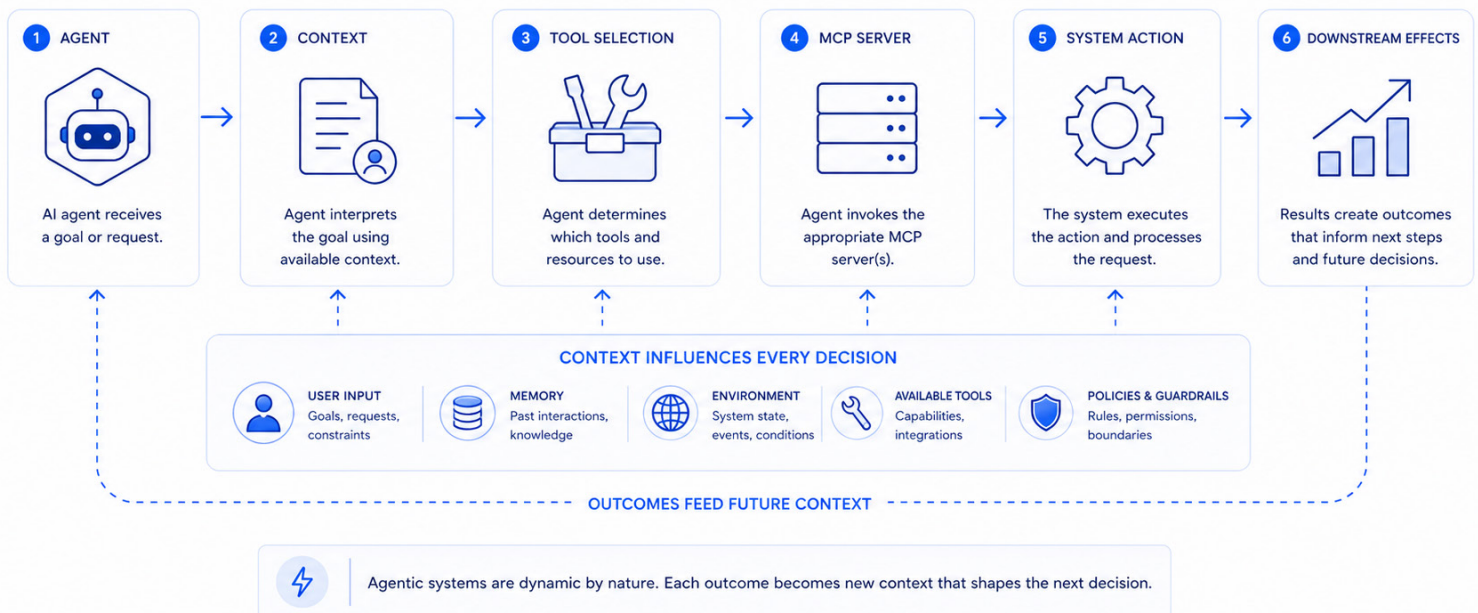 1 AGENT
AI agent receives
a goal or request.
2 CONTEXT
Agent interprets
the goal using
available context.
3 TOOL SELECTION
Agent determines
which tools and
resources to use.
4 MCP SERVER
Agent invokes the
appropriate MCP
server(s).
5 SYSTEM ACTION
The system executes
the action and processes
the request.
6 DOWNSTREAM EFFECTS
Results create outcomes
that inform next steps
and future decisions.
CONTEXT INFLUENCES EVERY DECISION
USER INPUT
Goals, requests,
constraints
MEMORY
Past interactions,
knowledge
ENVIRONMENT
System state,
events, conditions
AVAILABLE TOOLS
Capabilities,
integrations
POLICIES & GUARDRAILS
Rules, permissions,
boundaries
OUTCOMES FEED FUTURE CONTEXT
Agentic systems are dynamic by nature. Each outcome becomes new context that shapes the next decision.